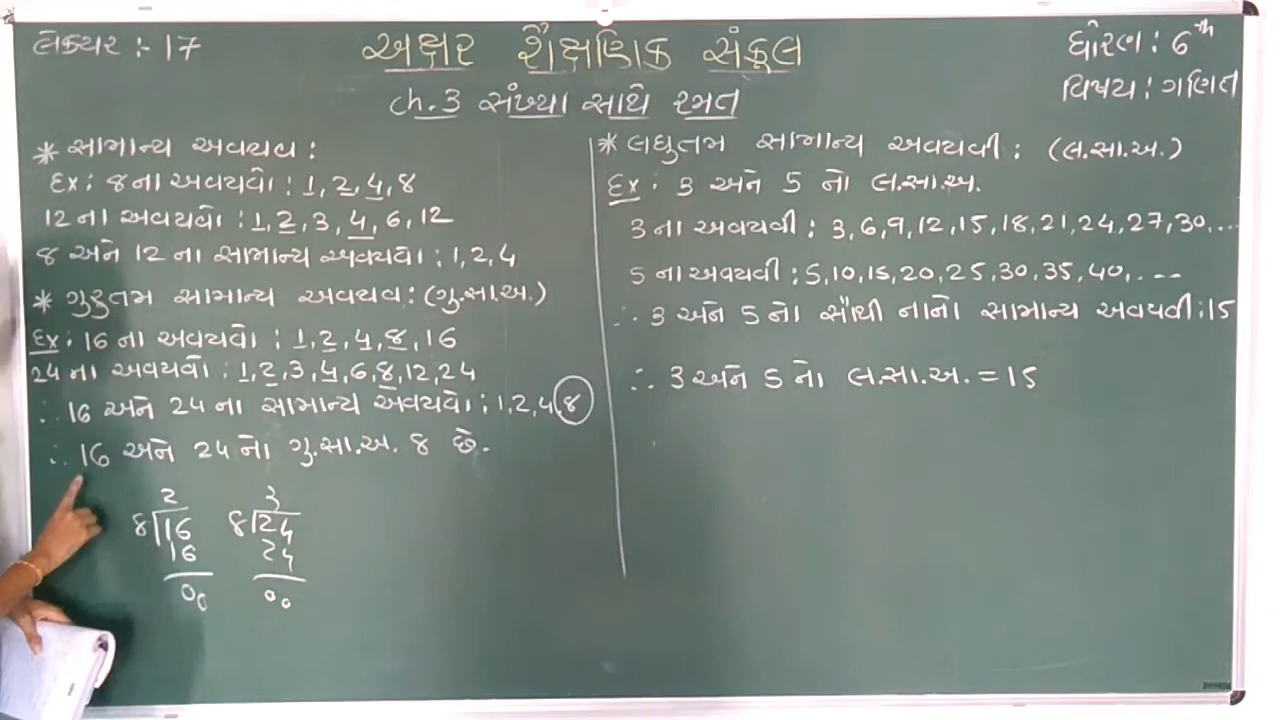 લેક્ચર :- 17
અક્ષર શૈક્ષણિક સંકૂલ
ધોરણ : 6th
વિષય : ગણિત
ch. 3 સંખ્યા સાથે રમત
* સામાન્ય અવયવ :
Ex : 8 ના અવયવો : 1, 2, 4, 8
12 ના અવયવો : 1, 2, 3, 4, 6, 12
8 અને 12 ના સામાન્ય અવયવો : 1, 2, 4
* ગુરુતમ સામાન્ય અવયવ : (ગુ.સા.અ.)
Ex : 16 ના અવયવો : 1, 2, 4, 8, 16
24 ના અવયવો : 1, 2, 3, 4, 6, 8, 12, 24
∴ 16 અને 24 ના સામાન્ય અવયવો : 1, 2, 4, 8
∴ 16 અને 24 નો ગુ.સા.અ. 8 છે.
2 3
8 16 8 24
16 24
00 00
* લઘુતમ સામાન્ય અવયવી : (લ.સા.અ.)
Ex : 3 અને 5 નો લ.સા.અ.
3 ના અવયવી : 3, 6, 9, 12, 15, 18, 21, 24, 27, 30, ...
5 ના અવયવી : 5, 10, 15, 20, 25, 30, 35, 40, ...
∴ 3 અને 5 નો સૌથી નાનો સામાન્ય અવયવી : 15
∴ 3 અને 5 નો લ.સા.અ. = 15